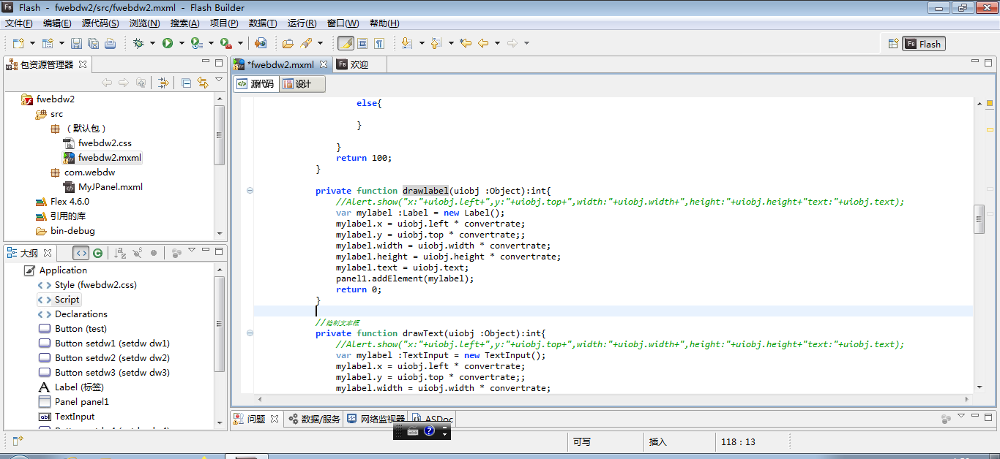 Flash - fwebdw2/src/fwebdw2.mxml - Flash Builder
文件(F) 编辑(E) 源代码(S) 浏览(N) 搜索(A) 项目(P) 数据(T) 运行(R) 窗口(W) 帮助(H)
Fb Flash
包资源管理器
fwebdw2
src
（默认包）
fwebdw2.css
fwebdw2.mxml
com.webdw
MyJPanel.mxml
Flex 4.6.0
引用的库
bin-debug
大纲
Application
Style (fwebdw2.css)
Script
Declarations
Button (test)
Button setdw1 (setdw dw1)
Button setdw2 (setdw dw2)
Button setdw3 (setdw dw3)
Label (标签)
Panel panel1
TextInput
*fwebdw2.mxml
Fb 欢迎
源代码 设计
else{
}
}
return 100;
}
private function drawlabel(uiobj :Object):int{
//Alert.show("x:"+uiobj.left+",y:"+uiobj.top+",width:"+uiobj.width+",height:"+uiobj.height+"text:"+uiobj.text);
var mylabel :Label = new Label();
mylabel.x = uiobj.left * convertrate;
mylabel.y = uiobj.top * convertrate;;
mylabel.width = uiobj.width * convertrate;
mylabel.height = uiobj.height * convertrate;
mylabel.text = uiobj.text;
panel1.addElement(mylabel);
return 0;
}
//绘制文本框
private function drawText(uiobj :Object):int{
//Alert.show("x:"+uiobj.left+",y:"+uiobj.top+",width:"+uiobj.width+",height:"+uiobj.height+"text:"+uiobj.text);
var mylabel :TextInput = new TextInput();
mylabel.x = uiobj.left * convertrate;
mylabel.y = uiobj.top * convertrate;;
mylabel.width = uiobj.width * convertrate;
问题 数据/服务 网络监视器 ASDoc
可写 插入 118 : 13